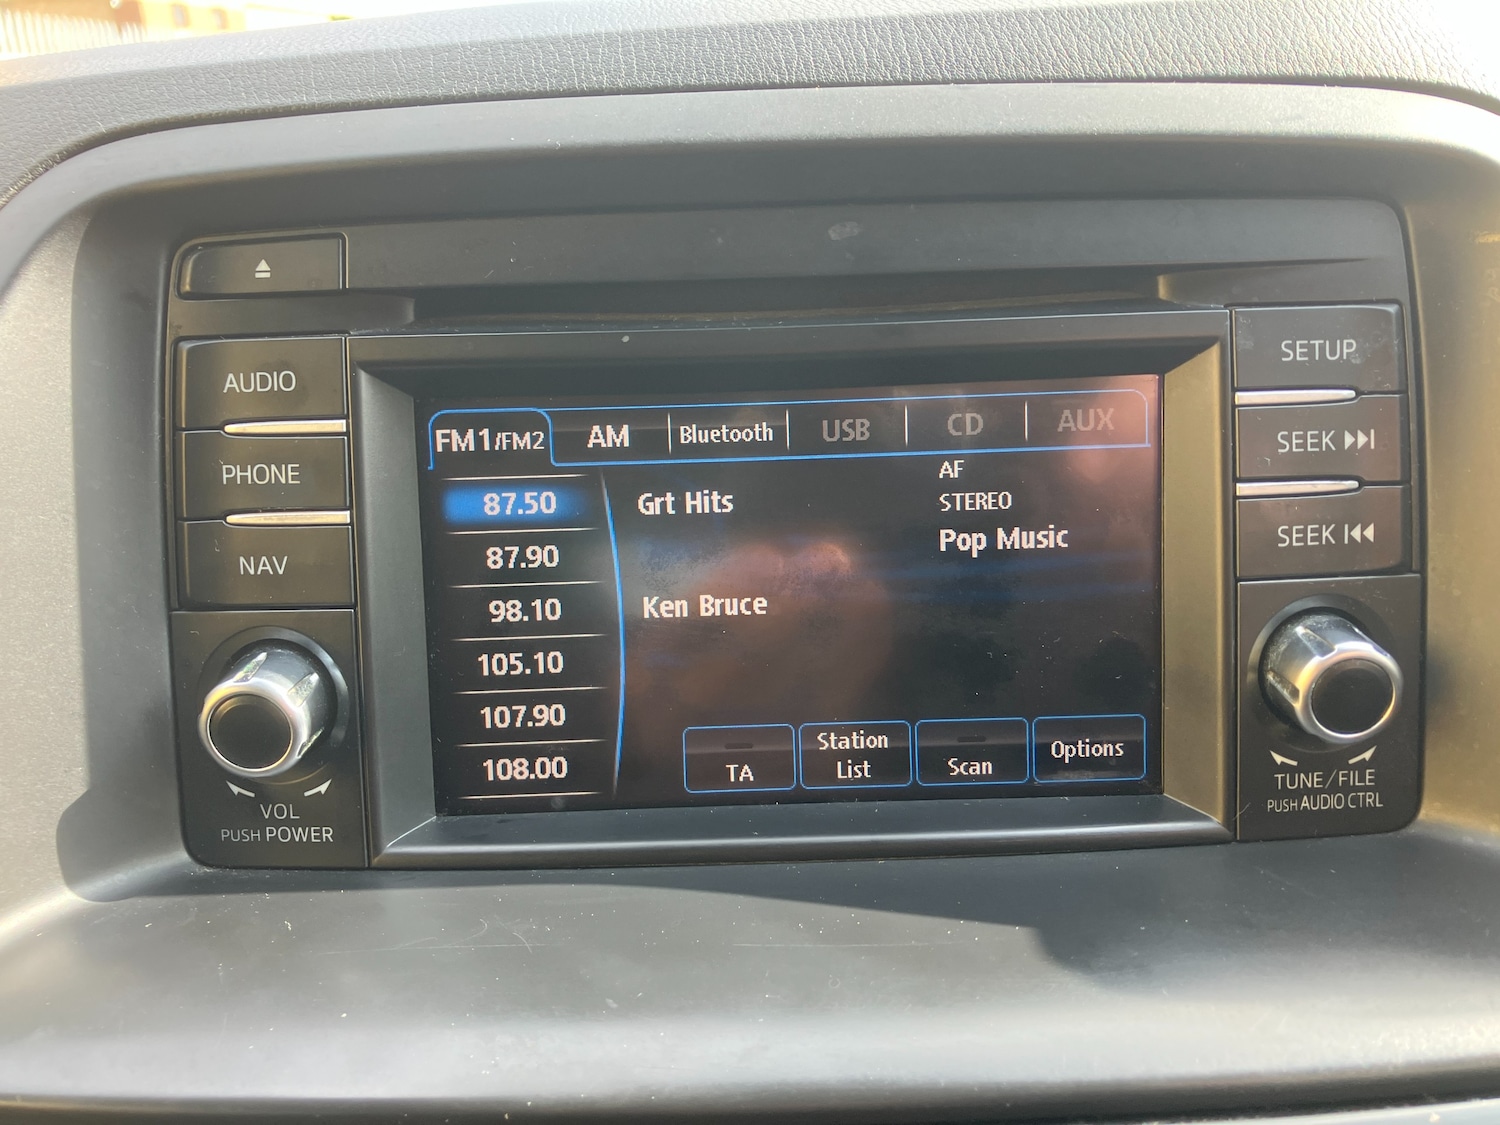 AUDIO
PHONE
NAV
VOL
PUSH POWER
FM1/FM2 AM Bluetooth USB CD AUX
87.50
87.90
98.10
105.10
107.90
108.00
Grt Hits
AF
STEREO
Pop Music
Ken Bruce
TA
Station
List
Scan
Options
SETUP
SEEK
SEEK
TUNE/FILE
PUSH AUDIO CTRL